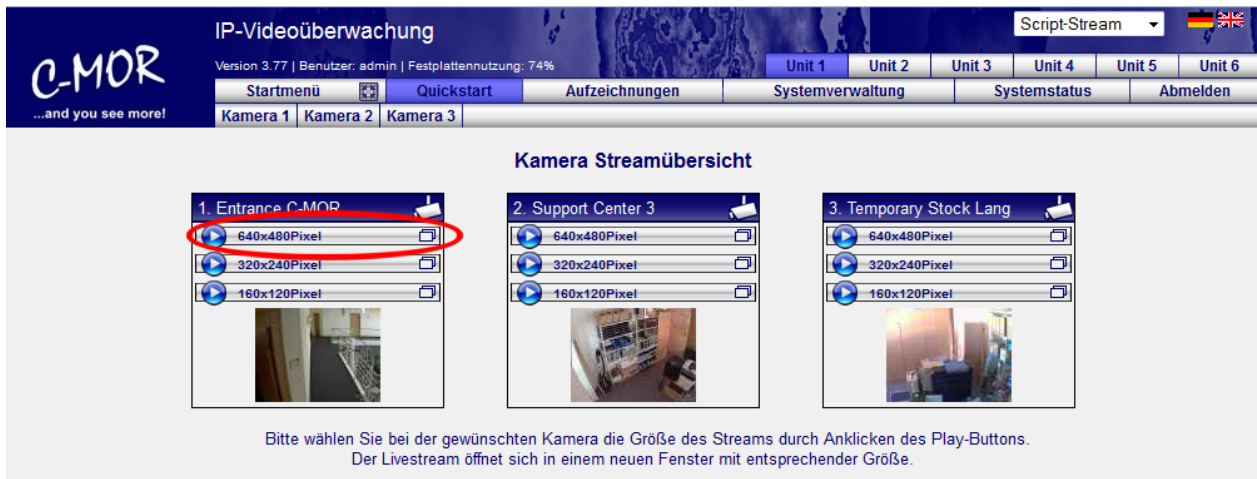 C-MOR
...and you see more!
IP-Videoüberwachung
Script-Stream
Version 3.77 | Benutzer: admin | Festplattennutzung: 74%
Unit 1 Unit 2 Unit 3 Unit 4 Unit 5 Unit 6
Startmenü Quickstart Aufzeichnungen Systemverwaltung Systemstatus Abmelden
Kamera 1 Kamera 2 Kamera 3
Kamera Streamübersicht
1. Entrance C-MOR
640x480Pixel
320x240Pixel
160x120Pixel
2. Support Center 3
640x480Pixel
320x240Pixel
160x120Pixel
3. Temporary Stock Lang
640x480Pixel
320x240Pixel
160x120Pixel
Bitte wählen Sie bei der gewünschten Kamera die Größe des Streams durch Anklicken des Play-Buttons.
Der Livestream öffnet sich in einem neuen Fenster mit entsprechender Größe.